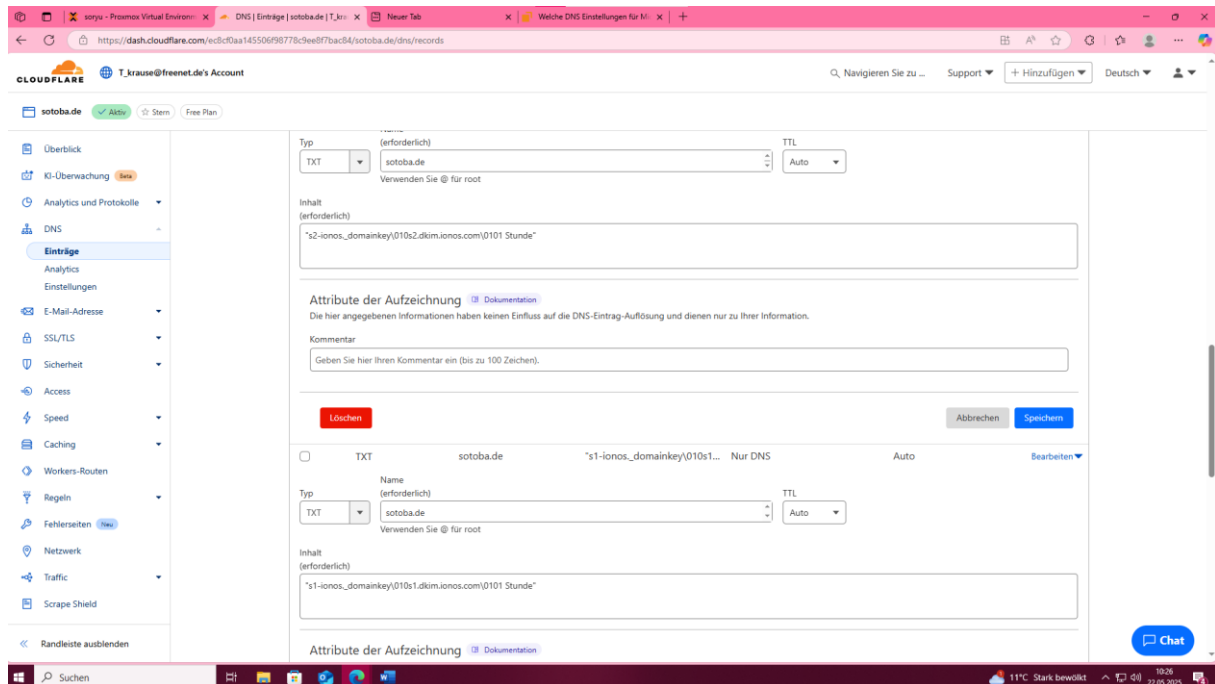 soryu - Proxmox Virtual Environm
DNS | Einträge | sotoba.de | T_kra
Neuer Tab
Welche DNS Einstellungen für M
https://dash.cloudflare.com/ec8cf0aa145506f98778c9ee8f7bac84/sotoba.de/dns/records
CLOUDFLARE
T_krause@freenet.de's Account
Navigieren Sie zu ...
Support
+ Hinzufügen
Deutsch
sotoba.de
Aktiv
Stern
Free Plan
Überblick
KI-Überwachung Beta
Analytics und Protokolle
DNS
Einträge
Analytics
Einstellungen
E-Mail-Adresse
SSL/TLS
Sicherheit
Access
Speed
Caching
Workers-Routen
Regeln
Fehlerseiten Neu
Netzwerk
Traffic
Scrape Shield
Randleiste ausblenden
Name
Typ (erforderlich) TTL
TXT sotoba.de Auto
Verwenden Sie @ für root
Inhalt
(erforderlich)
"s2-ionos._domainkey\010s2.dkim.ionos.com\0101 Stunde"
Attribute der Aufzeichnung Dokumentation
Die hier angegebenen Informationen haben keinen Einfluss auf die DNS-Eintrag-Auflösung und dienen nur zu Ihrer Information.
Kommentar
Geben Sie hier Ihren Kommentar ein (bis zu 100 Zeichen).
Löschen Abbrechen Speichern
TXT sotoba.de "s1-ionos._domainkey\010s1... Nur DNS Auto Bearbeiten
Name
Typ (erforderlich) TTL
TXT sotoba.de Auto
Verwenden Sie @ für root
Inhalt
(erforderlich)
"s1-ionos._domainkey\010s1.dkim.ionos.com\0101 Stunde"
Attribute der Aufzeichnung Dokumentation
Chat
Suchen
11°C Stark bewölkt
10:26
22.05.2025